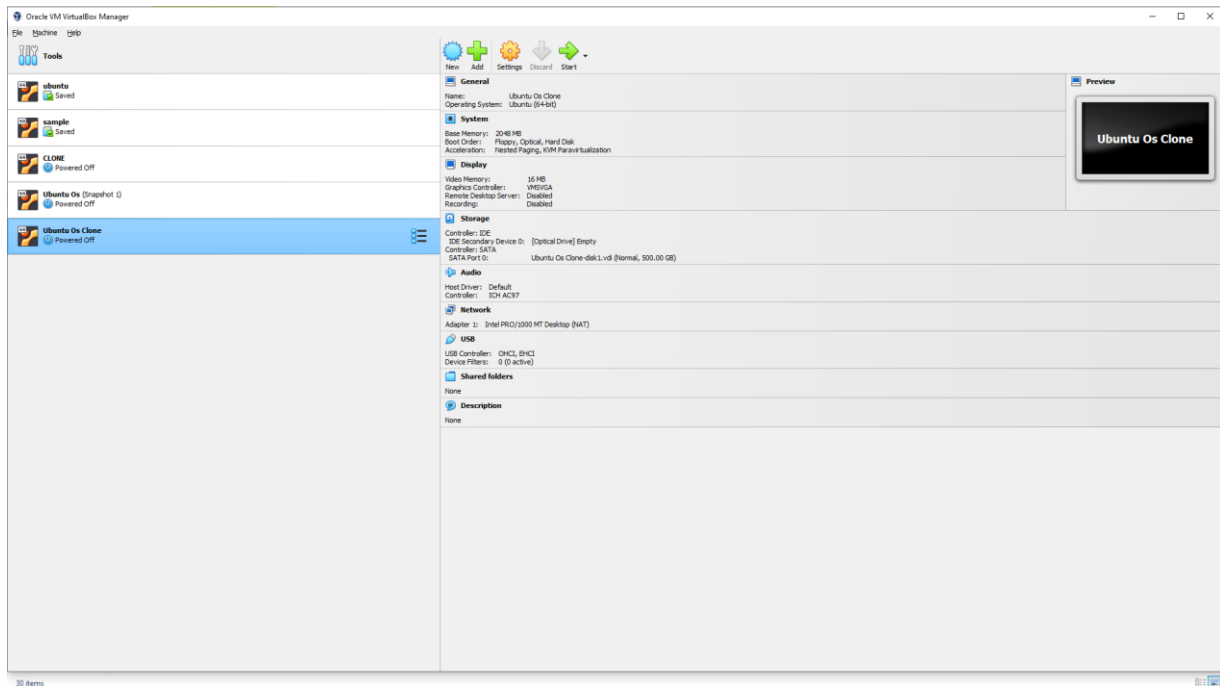 Oracle VM VirtualBox Manager
File Machine Help
Tools
ubuntu
Saved
sample
Saved
CLONE
Powered Off
Ubuntu Os (Snapshot 1)
Powered Off
Ubuntu Os Clone
Powered Off
New Add Settings Discard Start
General
Name: Ubuntu Os Clone
Operating System: Ubuntu (64-bit)
System
Base Memory: 2048 MB
Boot Order: Floppy, Optical, Hard Disk
Acceleration: Nested Paging, KVM Paravirtualization
Display
Video Memory: 16 MB
Graphics Controller: VMSVGA
Remote Desktop Server: Disabled
Recording: Disabled
Storage
Controller: IDE
IDE Secondary Device 0: [Optical Drive] Empty
Controller: SATA
SATA Port 0: Ubuntu Os Clone-disk1.vdi (Normal, 500.00 GB)
Audio
Host Driver: Default
Controller: ICH AC97
Network
Adapter 1: Intel PRO/1000 MT Desktop (NAT)
USB
USB Controller: OHCI, EHCI
Device Filters: 0 (0 active)
Shared folders
None
Description
None
Preview
Ubuntu Os Clone
30 items